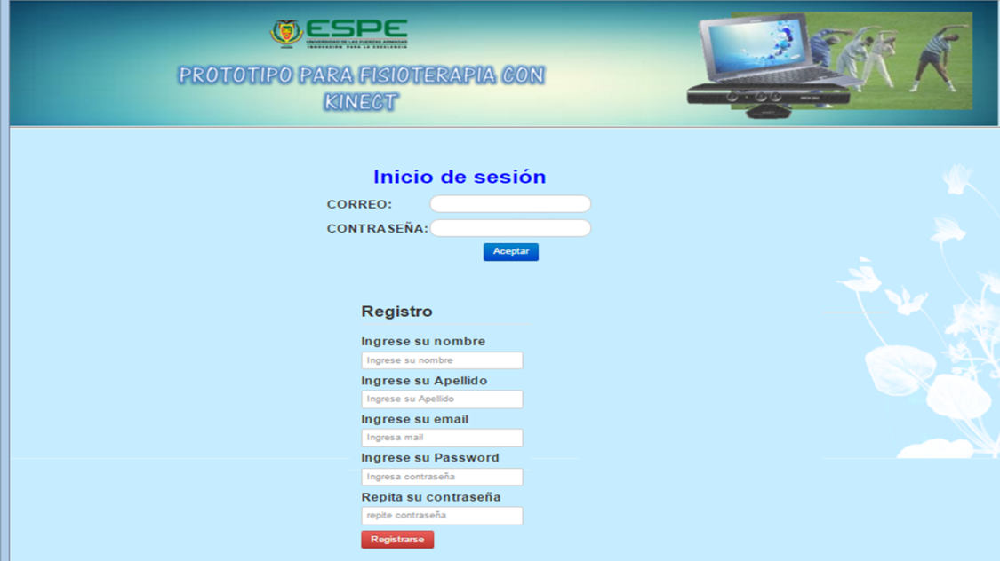 ESPE
UNIVERSIDAD DE LAS FUERZAS ARMADAS
INNOVACIÓN PARA LA EXCELENCIA
PROTOTIPO PARA FISIOTERAPIA CON
KINECT
Inicio de sesión
CORREO:
CONTRASEÑA:
Aceptar
Registro
Ingrese su nombre
Ingrese su nombre
Ingrese su Apellido
Ingrese su Apellido
Ingrese su email
Ingresa mail
Ingrese su Password
Ingresa contraseña
Repita su contraseña
repite contraseña
Registrarse